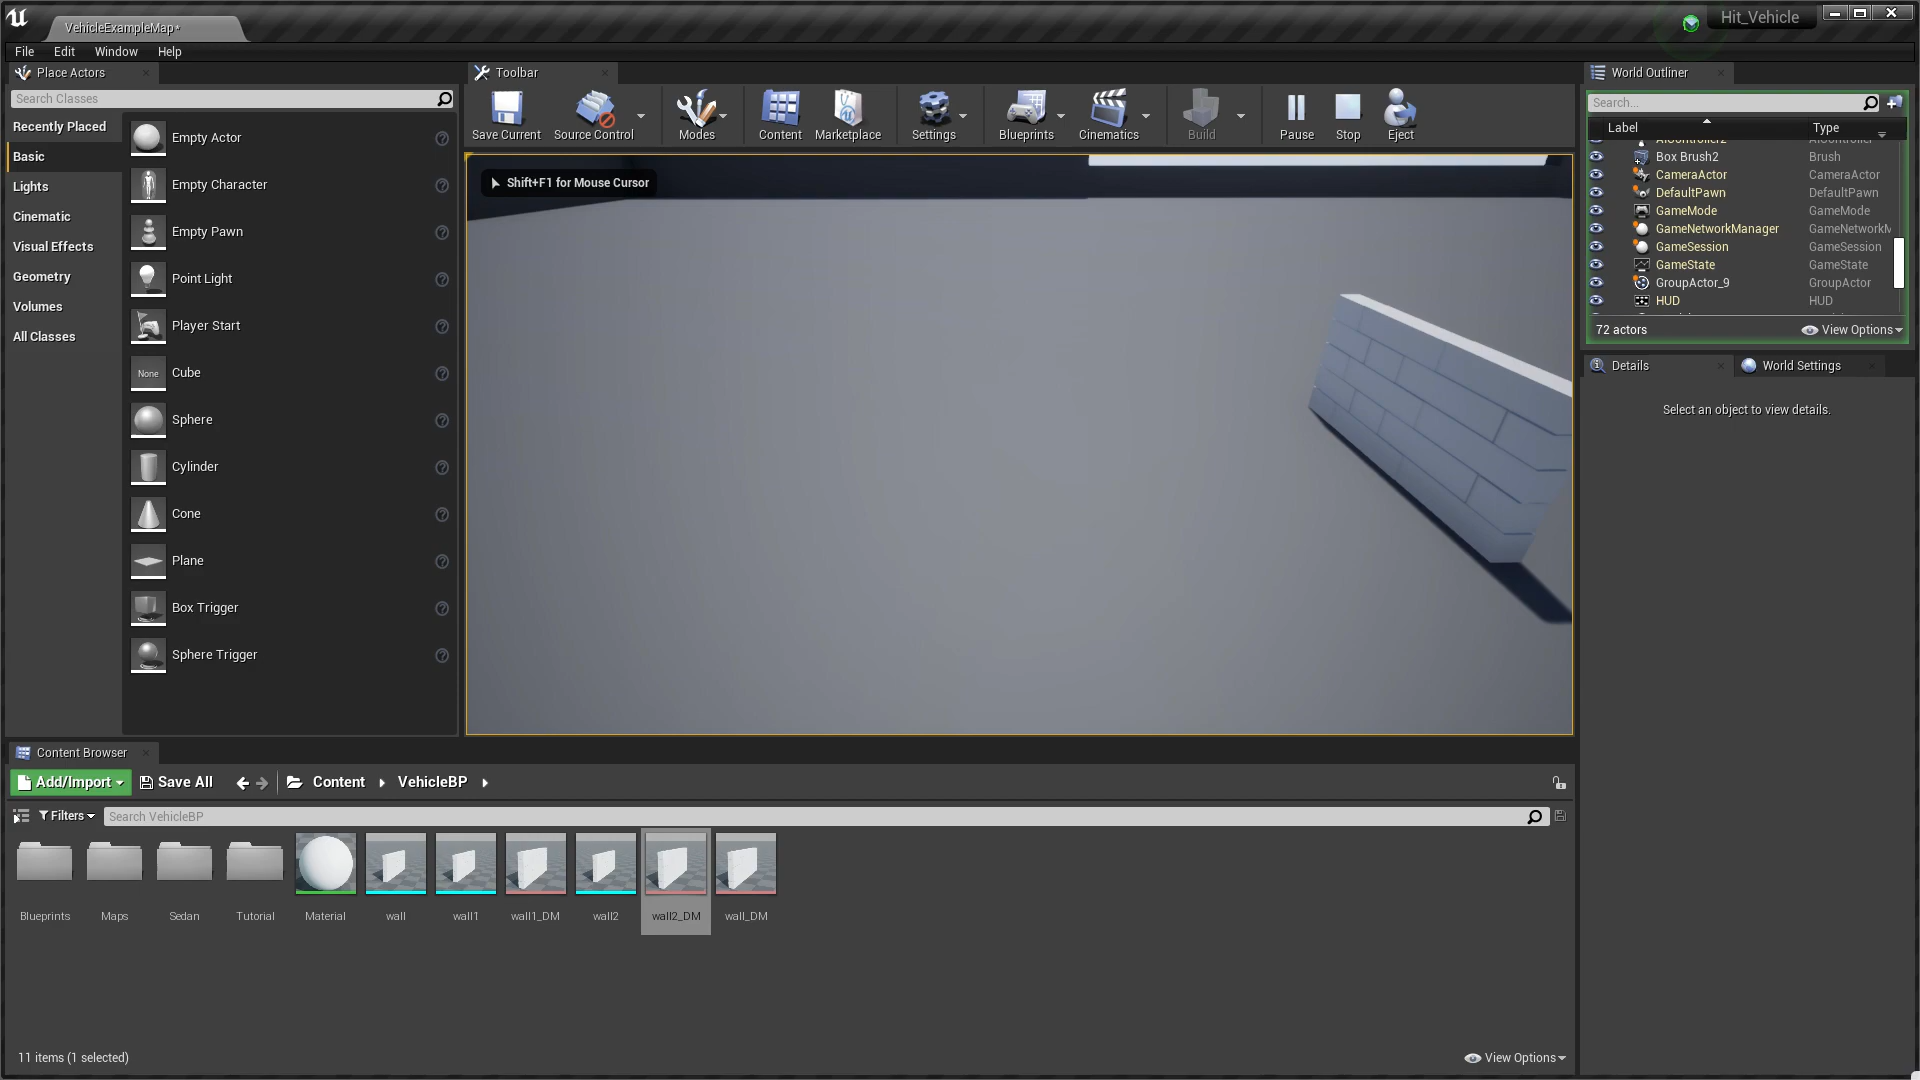 VehicleExampleMap*
Hit_Vehicle
File Edit Window Help
Place Actors
Search Classes
Recently Placed
Basic
Lights
Cinematic
Visual Effects
Geometry
Volumes
All Classes
Empty Actor
Empty Character
Empty Pawn
Point Light
Player Start
None
Cube
Sphere
Cylinder
Cone
Plane
Box Trigger
Sphere Trigger
Toolbar
Save Current Source Control Modes Content Marketplace Settings Blueprints Cinematics Build Pause Stop Eject
Shift+F1 for Mouse Cursor
World Outliner
Search...
Label Type
Box Brush2 Brush
CameraActor CameraActor
DefaultPawn DefaultPawn
GameMode GameMode
GameNetworkManager GameNetworkM
GameSession GameSession
GameState GameState
GroupActor_9 GroupActor
HUD HUD
72 actors View Options
Details World Settings
Select an object to view details.
Content Browser
Add/Import Save All Content VehicleBP
Filters Search VehicleBP
Blueprints Maps Sedan Tutorial Material wall wall1 wall1_DM wall2 wall2_DM wall_DM
11 items (1 selected) View Options